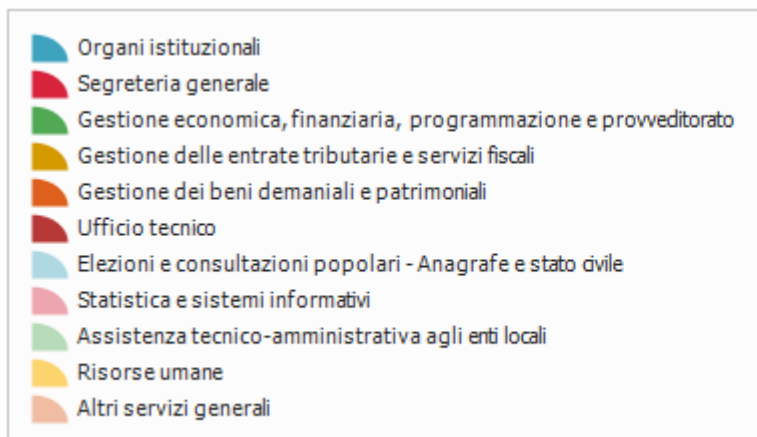 Organi istituzionali
Segreteria generale
Gestione economica, finanziaria, programmazione e provveditorato
Gestione delle entrate tributarie e servizi fiscali
Gestione dei beni demaniali e patrimoniali
Ufficio tecnico
Elezioni e consultazioni popolari - Anagrafe e stato civile
Statistica e sistemi informativi
Assistenza tecnico-amministrativa agli enti locali
Risorse umane
Altri servizi generali